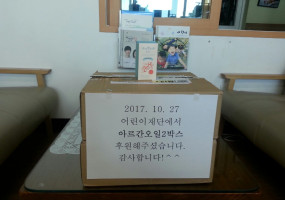 2017. 10. 27
어린이재단에서
아르간오일2박스
후원해주셨습니다.
감사합니다!^^